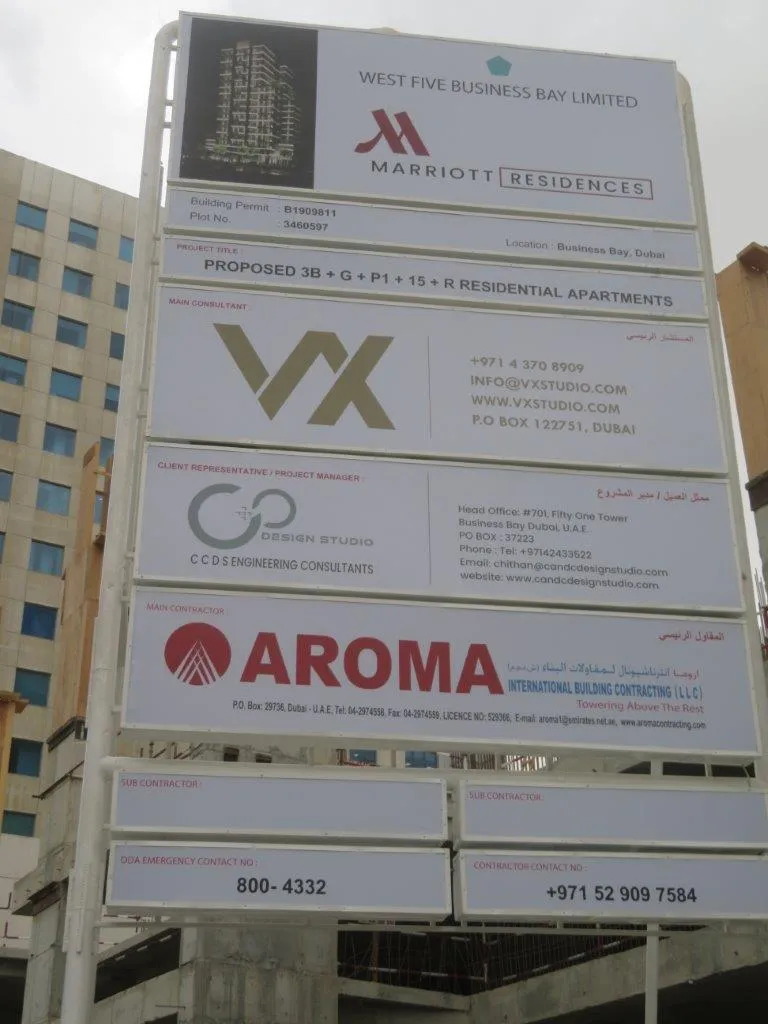 WEST FIVE BUSINESS BAY LIMITED
MARRIOTT RESIDENCES
Building Permit : B1909811
Plot No. : 3460597
Location : Business Bay, Dubai
PROJECT TITLE :
PROPOSED 3B + G + P1 + 15 + R RESIDENTIAL APARTMENTS
MAIN CONSULTANT :
المستشار الرئيسي
VX
+971 4 370 8909
INFO@VXSTUDIO.COM
WWW.VXSTUDIO.COM
P.O BOX 122751, DUBAI
CLIENT REPRESENTATIVE / PROJECT MANAGER :
ممثل العميل / مدير المشروع
DESIGN STUDIO
C C D S ENGINEERING CONSULTANTS
Head Office: #701, Fifty One Tower
Business Bay Dubai, U.A.E.
PO BOX : 37223
Phone : Tel: +97142433522
Email: chithan@candcdesignstudio.com
website: www.candcdesignstudio.com
MAIN CONTRACTOR :
المقاول الرئيسي
AROMA
اروما انترناشيونال لمقاولات البناء (ش.ذ.م.م)
INTERNATIONAL BUILDING CONTRACTING (L.L.C)
Towering Above The Rest
P.O. Box: 29736, Dubai - U.A.E, Tel: 04-2974558, Fax: 04-2974559, LICENCE NO: 529366, E-mail: aroma1@emirates.net.ae, www.aromacontracting.com
SUB CONTRACTOR :
SUB CONTRACTOR :
DDA EMERGENCY CONTACT NO :
800- 4332
CONTRACTOR CONTACT NO :
+971 52 909 7584